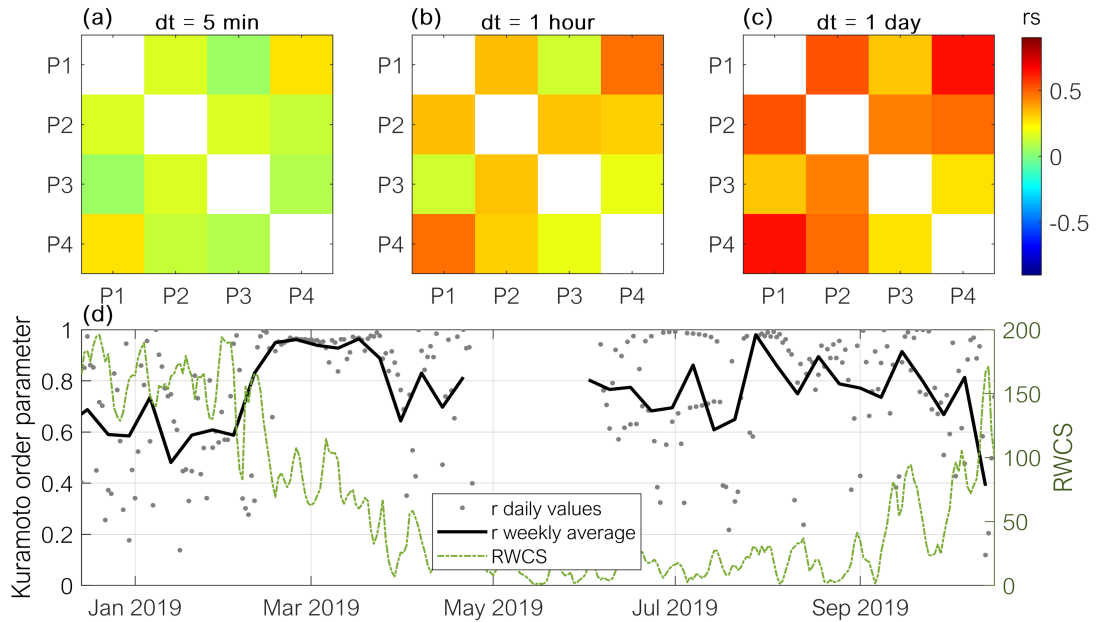 (a) dt = 5 min
(b) dt = 1 hour
(c) dt = 1 day
rs
P1
P2
P3
P4
P1 P2 P3 P4
P1
P2
P3
P4
P1 P2 P3 P4
P1
P2
P3
P4
P1 P2 P3 P4
0.5
0
-0.5
(d)
Kuramoto order parameter
1
0.8
0.6
0.4
0.2
0
200
150
100
50
0
RWCS
r daily values
r weekly average
RWCS
Jan 2019 Mar 2019 May 2019 Jul 2019 Sep 2019